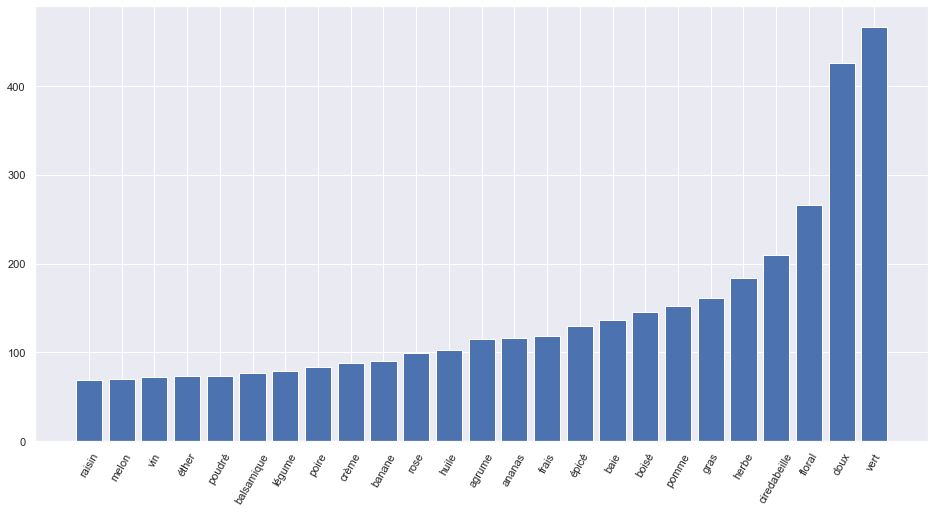 400
300
200
100
0
raisin
melon
vin
éther
poudré
balsamique
légume
poire
crème
banane
rose
huile
agrume
ananas
frais
épicé
baie
boisé
pomme
gras
herbe
ciredabeille
floral
doux
vert